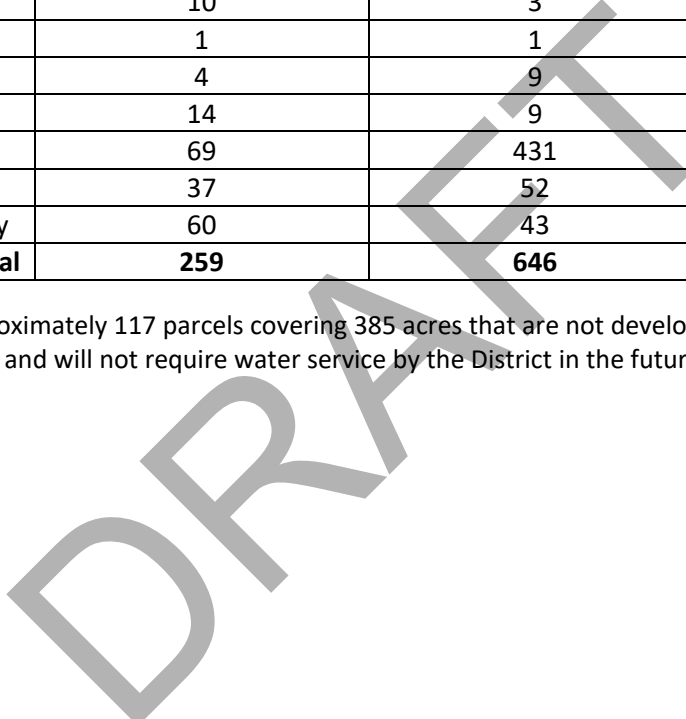 10 3
1 1
4 9
14 9
69 431
37 52
y 60 43
al 259 646
oximately 117 parcels covering 385 acres that are not develo
and will not require water service by the District in the futur
DRAFT